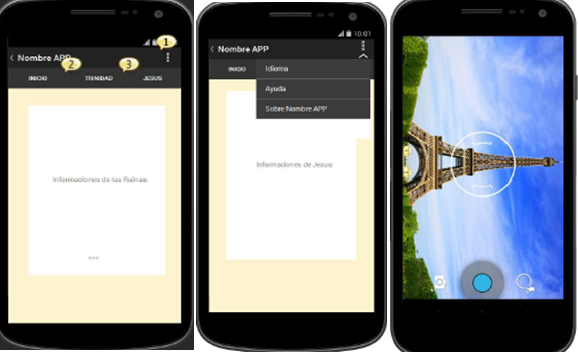 1
Nombre APP
2
3
INICIO TRINIDAD JESUS
Informaciones de las Ruinas
...
10:01
Nombre APP
INICIO
Idioma
Ayuda
Sobre Nombre APP
Informaciones de Jesus